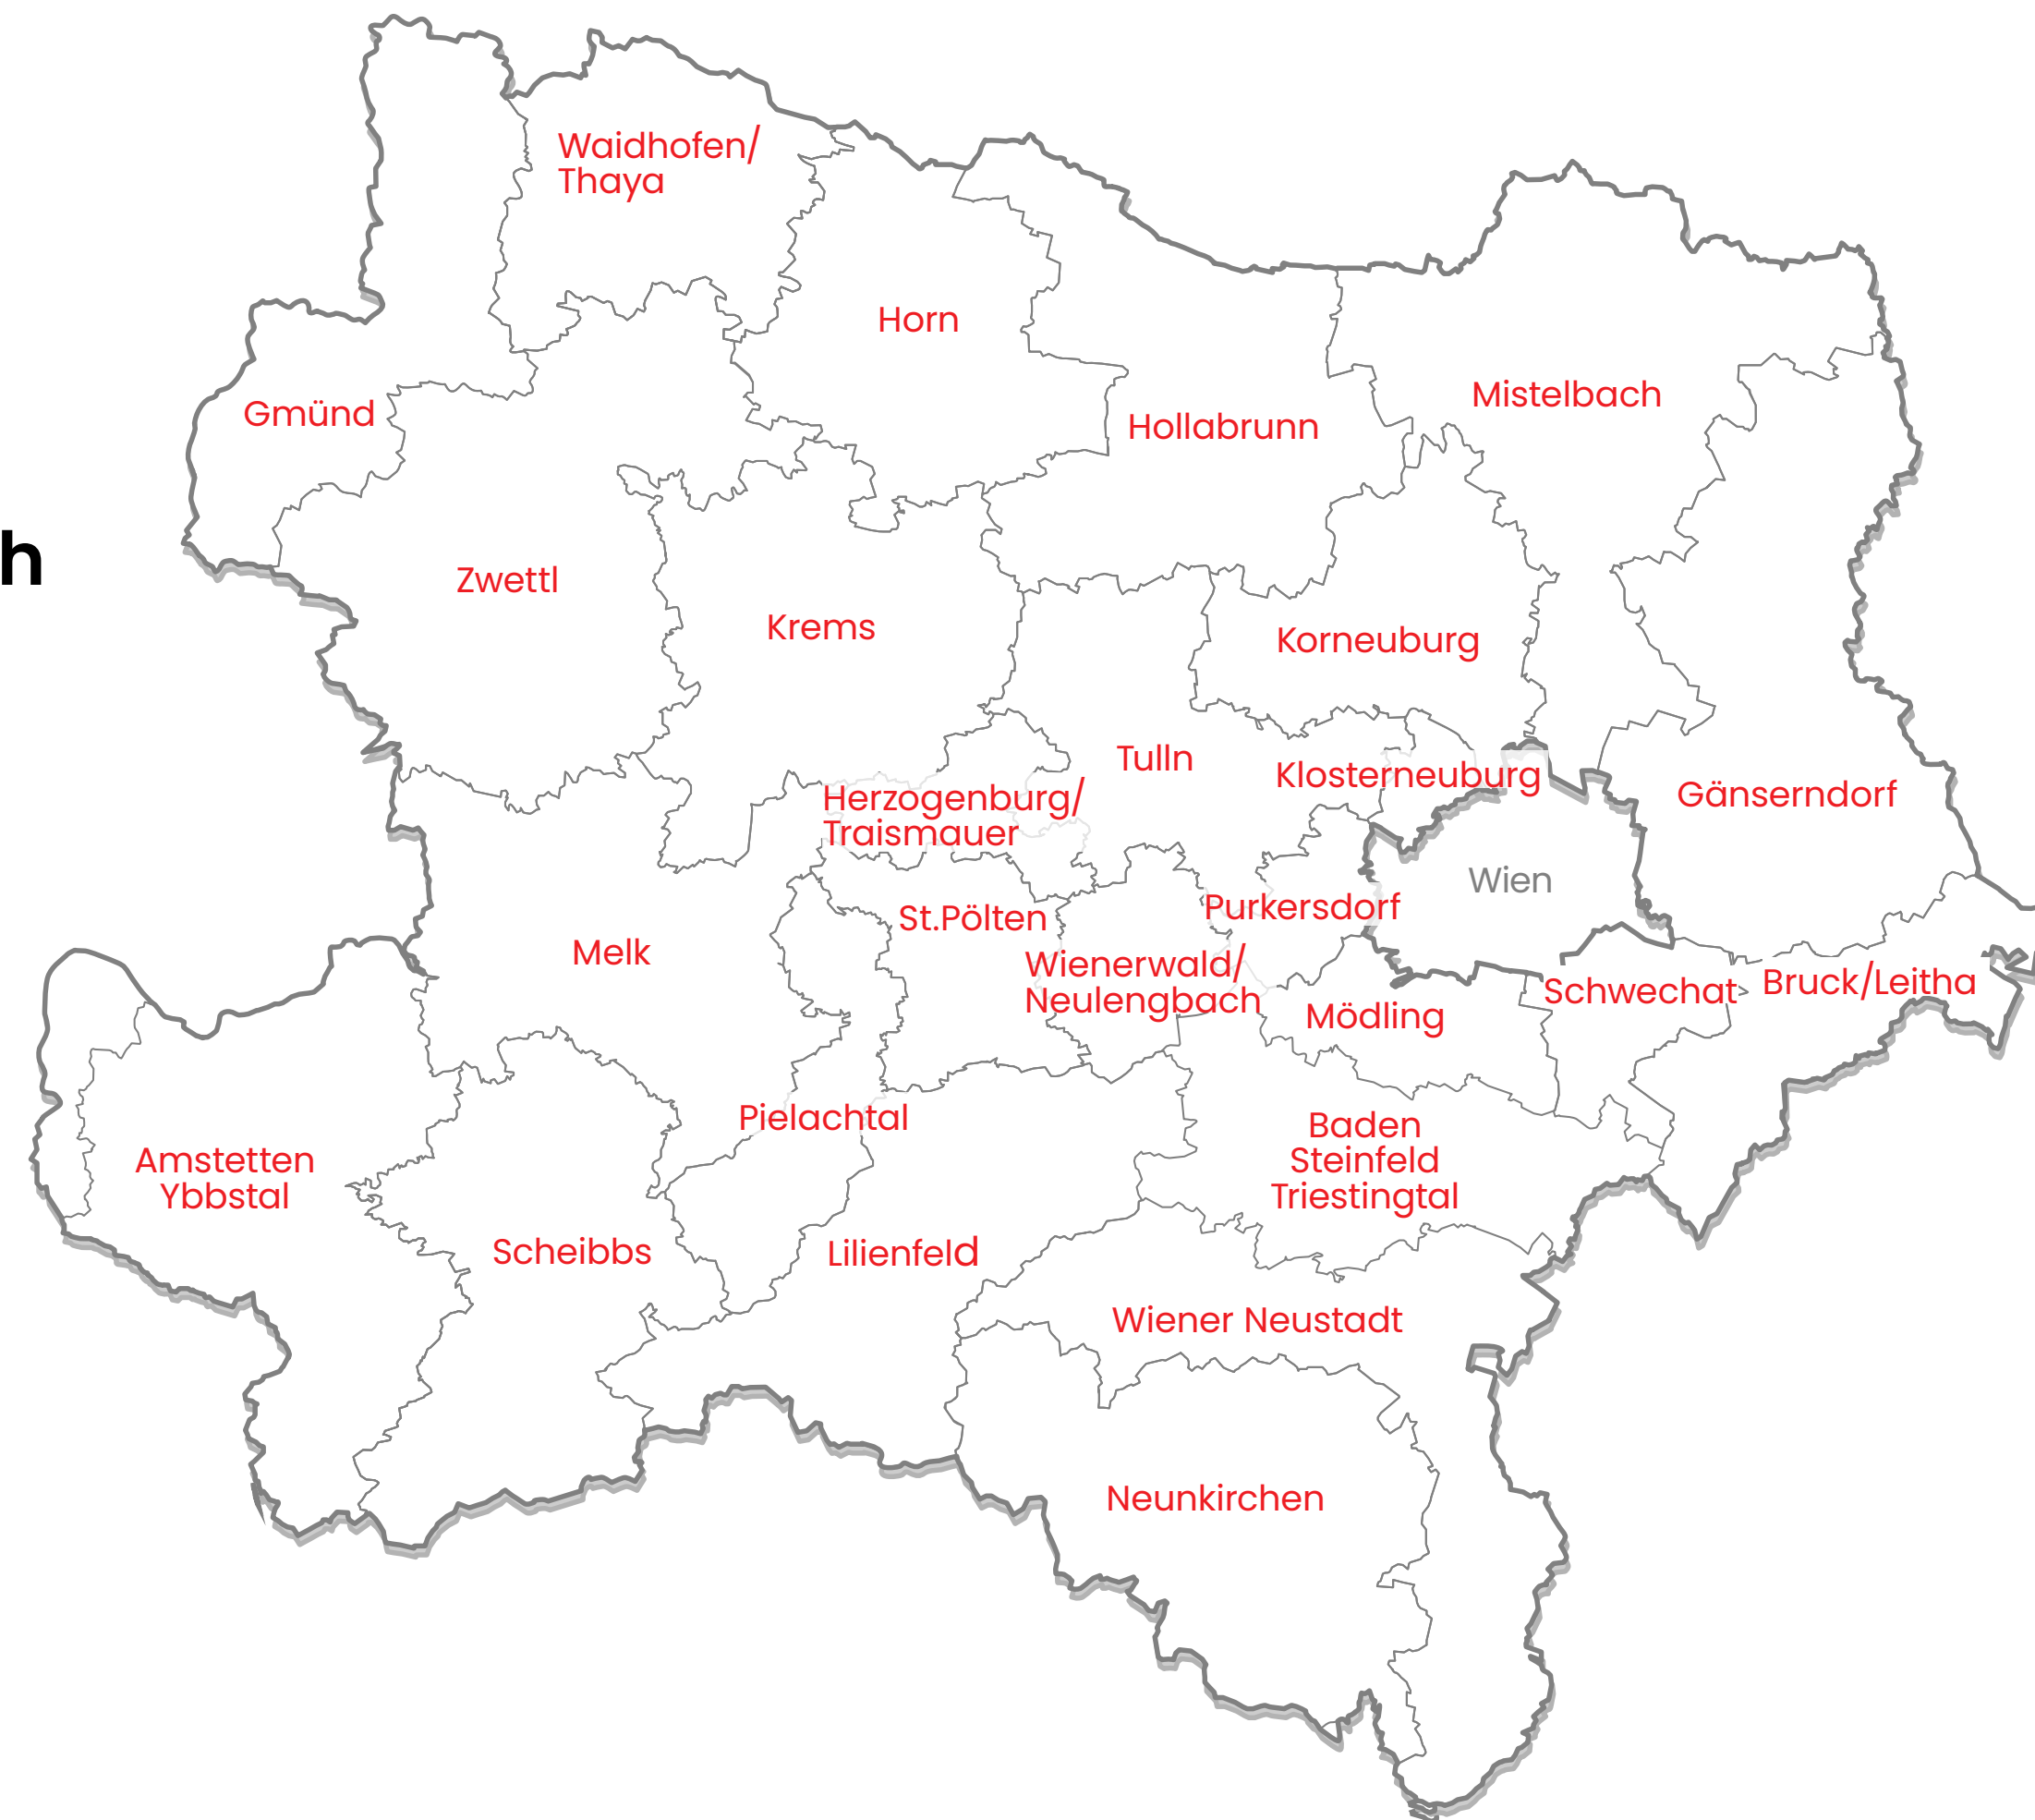 Waidhofen/
Thaya
Horn
Mistelbach
Gmünd
Hollabrunn
h
Zwettl
Krems
Korneuburg
Tulln
Klosterneuburg
Gänserndorf
Herzogenburg/
Traismauer
Wien
Purkersdorf
St.Pölten
Melk
Wienerwald/
Neulengbach
Schwechat
Bruck/Leitha
Mödling
Pielachtal
Baden
Steinfeld
Triestingtal
Amstetten
Ybbstal
Scheibbs
Lilienfeld
Wiener Neustadt
Neunkirchen